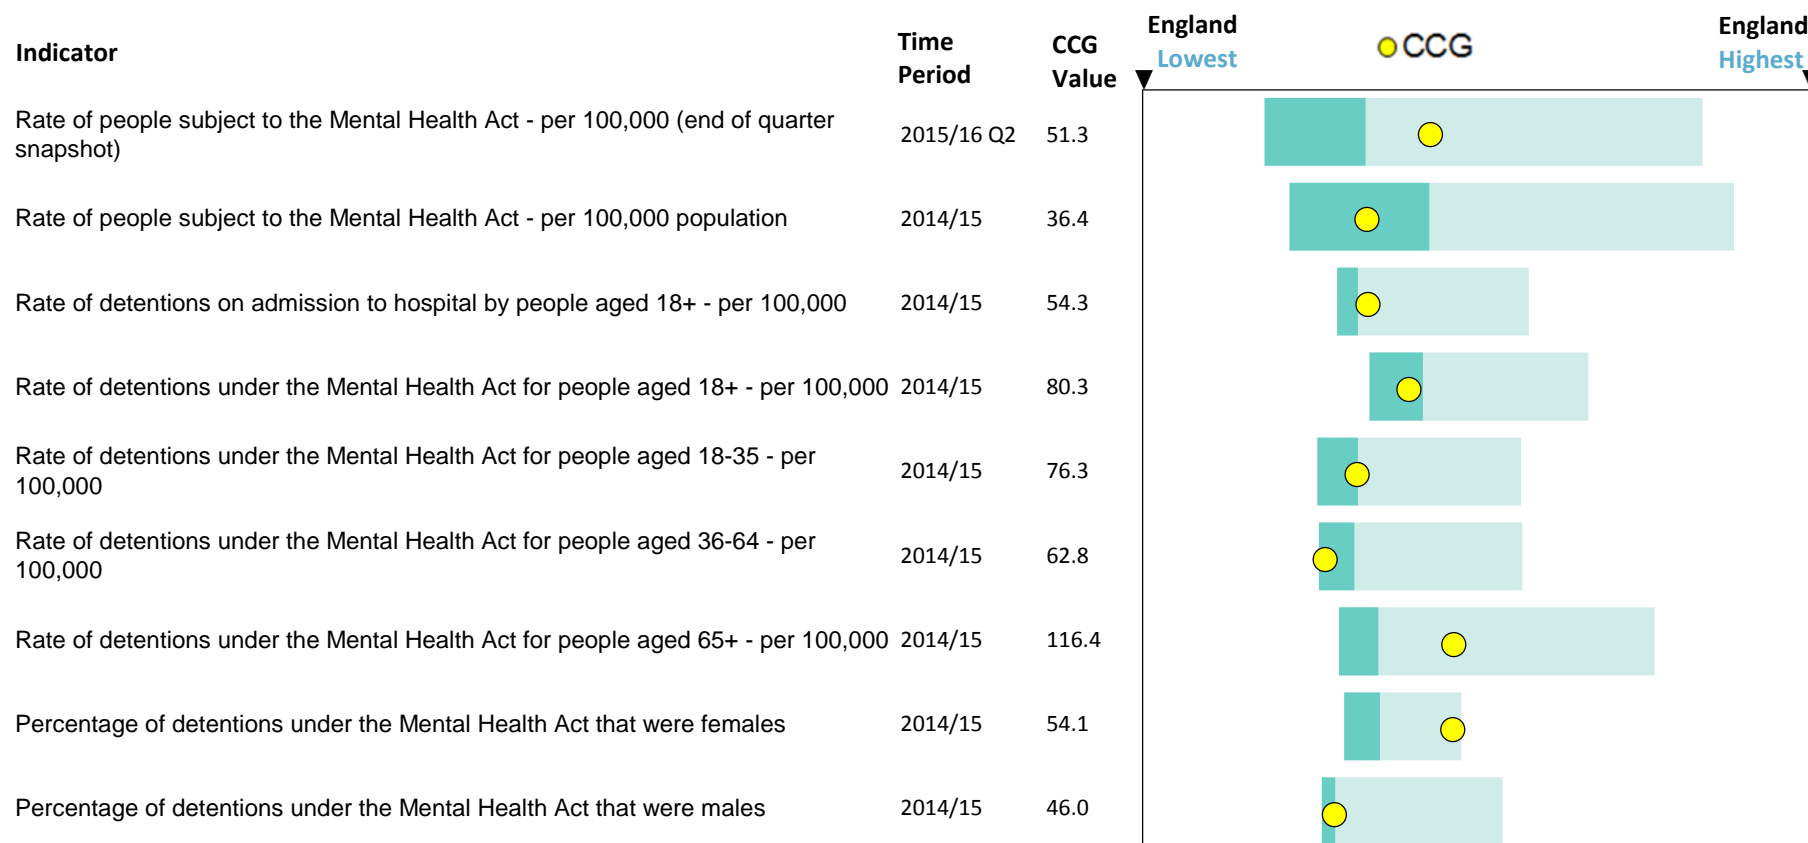 Indicator
Time Period
CCG Value
England Lowest
CCG
England Highest
Rate of people subject to the Mental Health Act - per 100,000 (end of quarter
snapshot)
2015/16 Q2
51.3
Rate of people subject to the Mental Health Act - per 100,000 population
2014/15
36.4
Rate of detentions on admission to hospital by people aged 18+ - per 100,000
2014/15
54.3
Rate of detentions under the Mental Health Act for people aged 18+ - per 100,000
2014/15
80.3
Rate of detentions under the Mental Health Act for people aged 18-35 - per
100,000
2014/15
76.3
Rate of detentions under the Mental Health Act for people aged 36-64 - per
100,000
2014/15
62.8
Rate of detentions under the Mental Health Act for people aged 65+ - per 100,000
2014/15
116.4
Percentage of detentions under the Mental Health Act that were females
2014/15
54.1
Percentage of detentions under the Mental Health Act that were males
2014/15
46.0